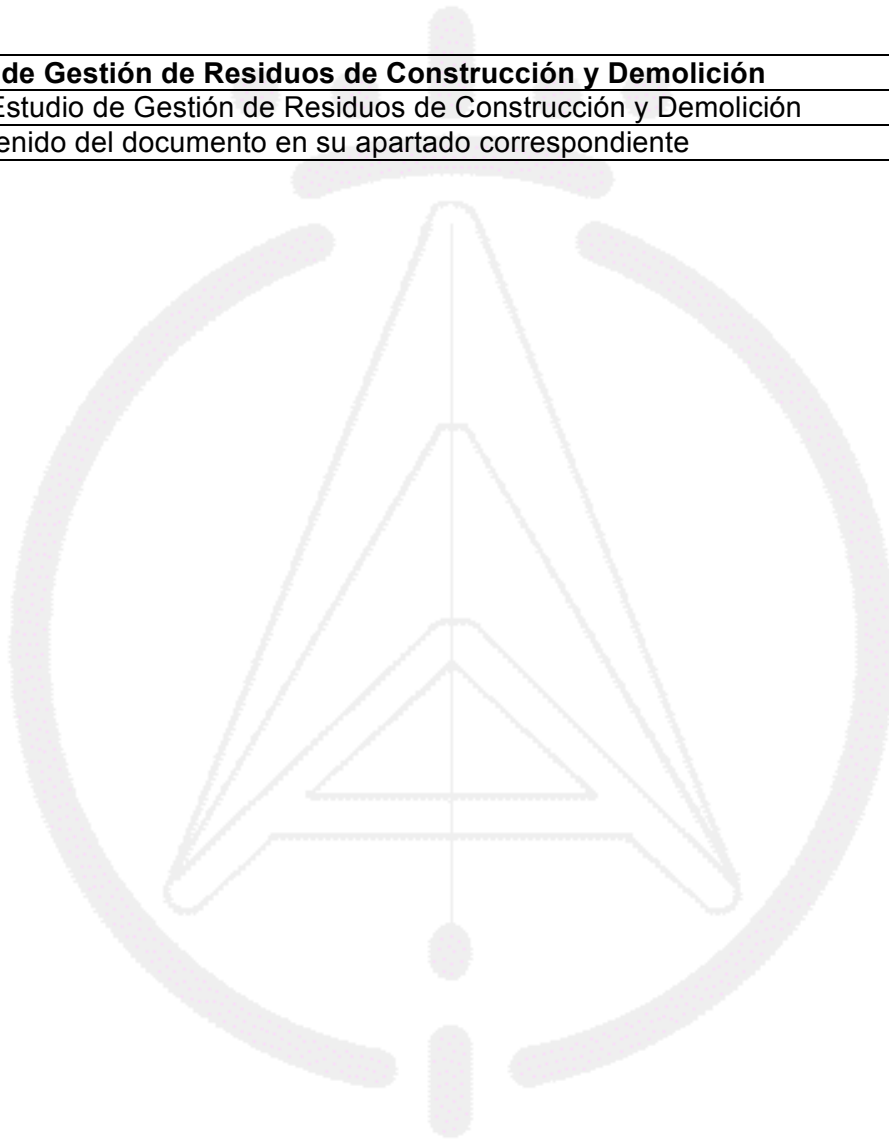 de Gestión de Residuos de Construcción y Demolición
Estudio de Gestión de Residuos de Construcción y Demolición
enido del documento en su apartado correspondiente